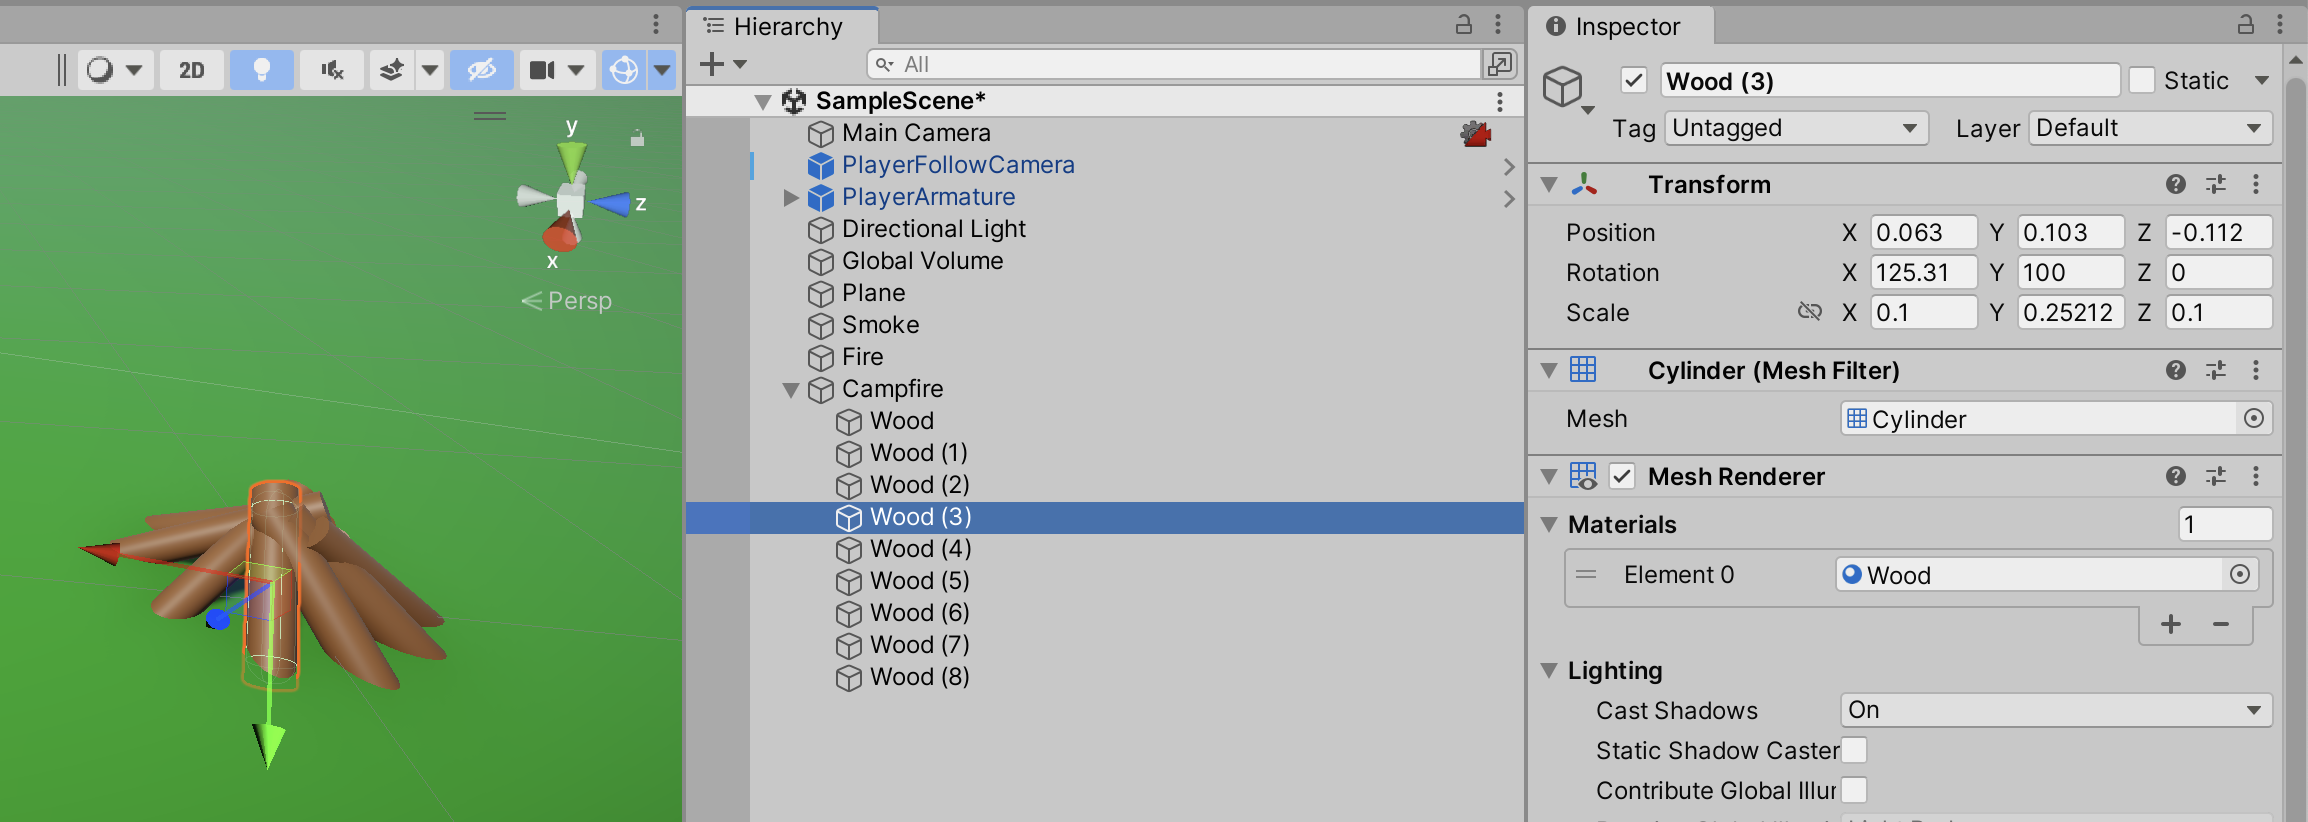 Hierarchy
Inspector
2D
All
Wood (3)
Static
SampleScene*
Tag Untagged Layer Default
Main Camera
PlayerFollowCamera
PlayerArmature
Directional Light
Global Volume
Plane
Smoke
Fire
Campfire
Wood
Wood (1)
Wood (2)
Wood (3)
Wood (4)
Wood (5)
Wood (6)
Wood (7)
Wood (8)
y
z
x
Persp
Transform
Position X 0.063 Y 0.103 Z -0.112
Rotation X 125.31 Y 100 Z 0
Scale X 0.1 Y 0.25212 Z 0.1
Cylinder (Mesh Filter)
Mesh Cylinder
Mesh Renderer
Materials 1
Element 0 Wood
Lighting
Cast Shadows On
Static Shadow Caster
Contribute Global Illur